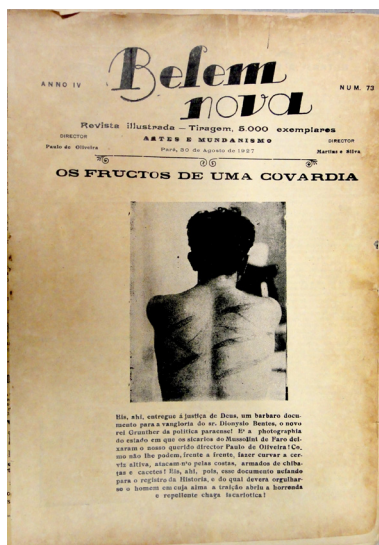 ANNO IV
Belem
nova
NUM. 73
Revista illustrada — Tiragem, 5.000 exemplares
DIRECTOR
Paulo de Oliveira
ARTES E MUNDANISMO
Pará, 30 de Agosto de 1927
DIRECTOR
Martins e Silva
OS FRUCTOS DE UMA COVARDIA
Eis, ahi, entregue á justiça de Deus, um barbaro docu-
mento para a vangloria do sr. Dionysio Bentes, o novo
rei Grunther da politica paraense! E' a photographia
do estado em que os sicarios do Mussolini de Faro dei-
xaram o nosso querido director Paulo de Oliveira! Co-
mo não lhe podem, frente a frente, fazer curvar a cer-
viz altiva, atacam-n'o pelas costas, armados de chiba-
tas e cacetes! Eis, ahi, pois, esse documento nefando
para o registro da Historia, e do qual devera orgulhar-
se o homem em cuja alma a traição abriu a horrenda
e repellente chaga iscariotica!